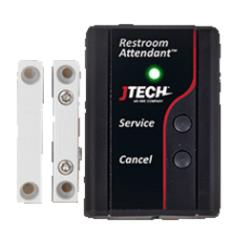 Restroom
Attendant™
JTECH
AN HME COMPANY
Service
Cancel